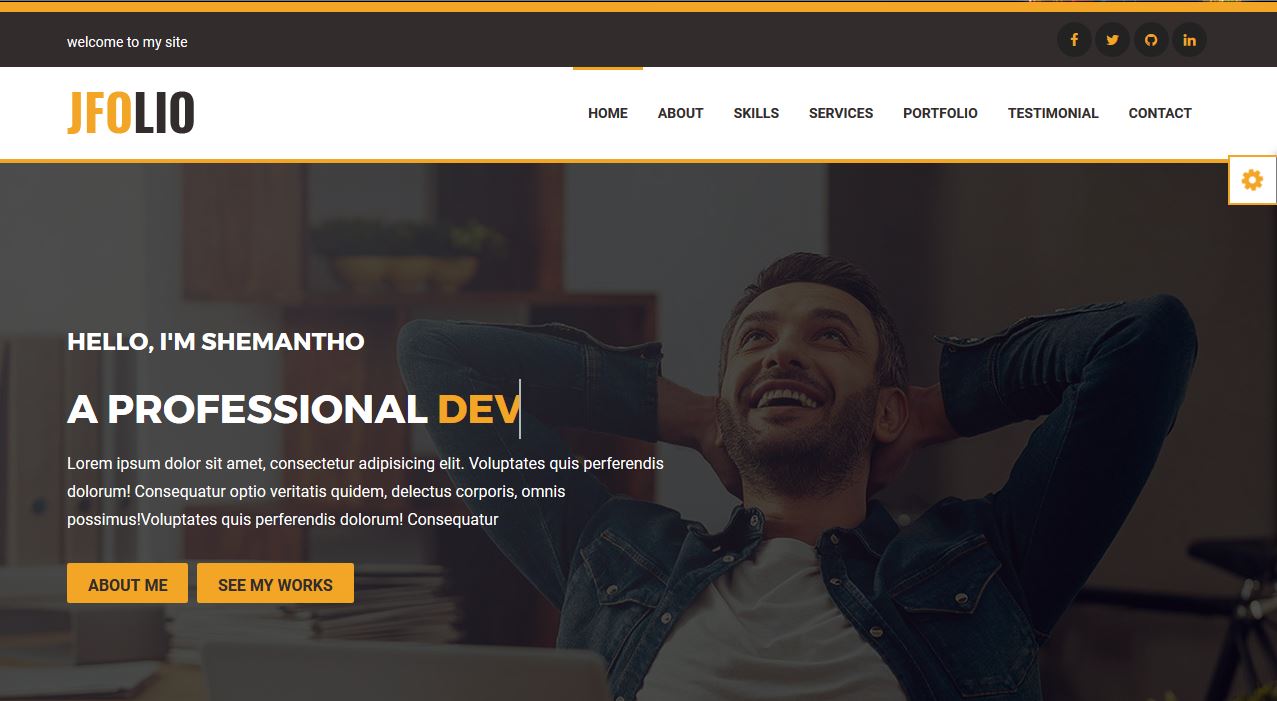 welcome to my site
JFOLIO
HOME ABOUT SKILLS SERVICES PORTFOLIO TESTIMONIAL CONTACT
HELLO, I'M SHEMANTHO
A PROFESSIONAL DEV
Lorem ipsum dolor sit amet, consectetur adipisicing elit. Voluptates quis perferendis
dolorum! Consequatur optio veritatis quidem, delectus corporis, omnis
possimus!Voluptates quis perferendis dolorum! Consequatur
ABOUT ME SEE MY WORKS